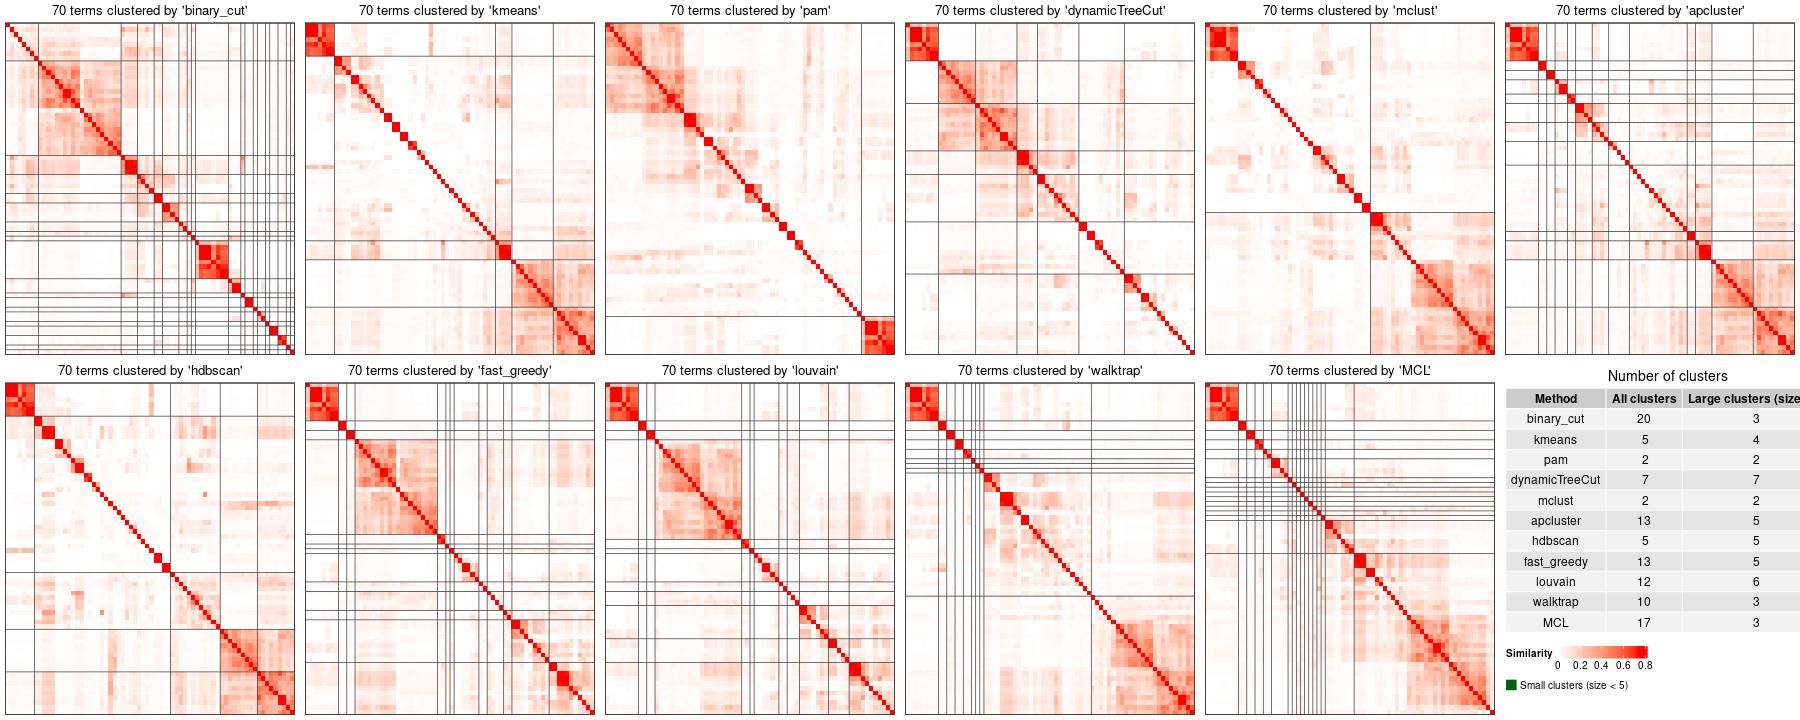 70 terms clustered by 'binary_cut'
70 terms clustered by 'kmeans'
70 terms clustered by 'pam'
70 terms clustered by 'dynamicTreeCut'
70 terms clustered by 'mclust'
70 terms clustered by 'apcluster'
70 terms clustered by 'hdbscan'
70 terms clustered by 'fast_greedy'
70 terms clustered by 'louvain'
70 terms clustered by 'walktrap'
70 terms clustered by 'MCL'
Number of clusters
Method All clusters Large clusters (size
binary_cut 20 3
kmeans 5 4
pam 2 2
dynamicTreeCut 7 7
mclust 2 2
apcluster 13 5
hdbscan 5 5
fast_greedy 13 5
louvain 12 6
walktrap 10 3
MCL 17 3
Similarity
0 0.2 0.4 0.6 0.8
Small clusters (size < 5)